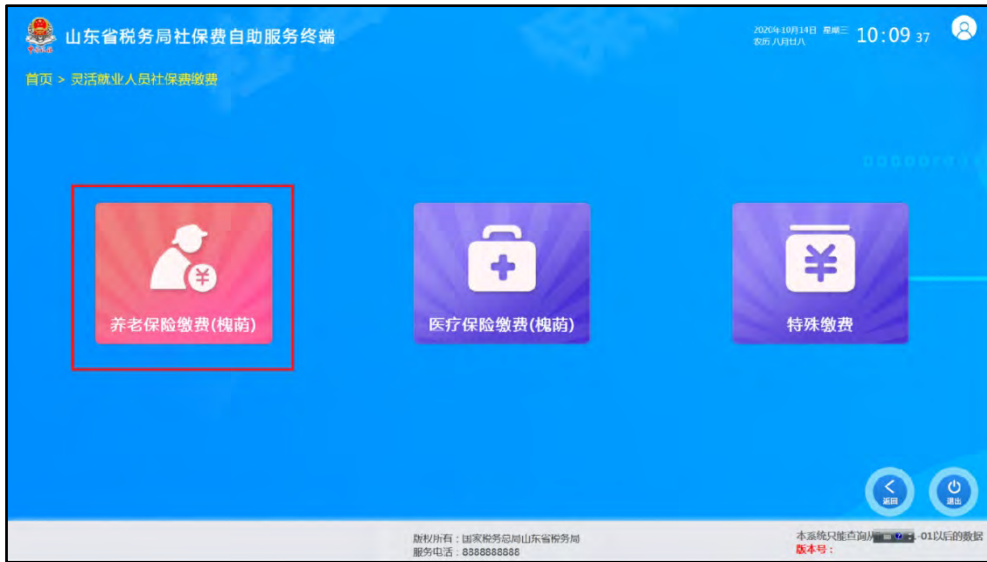 山东省税务局社保费自助服务终端
2020年10月14日 星期三
农历 八月廿八
10:09 37
首页 > 灵活就业人员社保费缴费
养老保险缴费(槐荫)
医疗保险缴费(槐荫)
特殊缴费
返回
退出
版权所有：国家税务总局山东省税务局
服务电话：8888888888
本系统只能查询从
-01以后的数据
版本号：